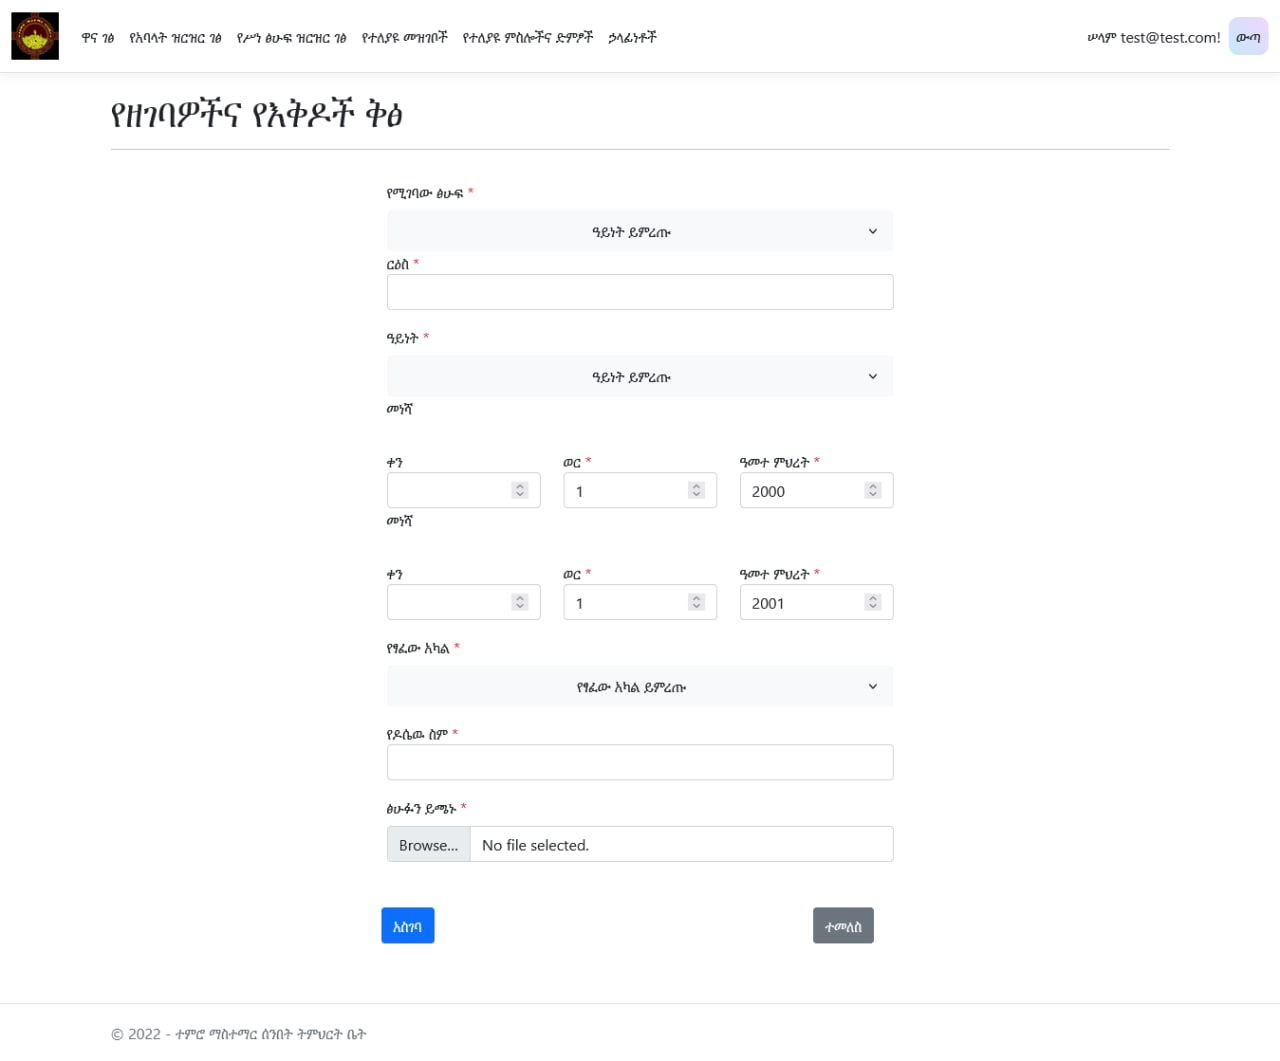 ዋና ገፅ የአባላት ዝርዝር ገፅ የሥነ ፅሁፍ ዝርዝር ገፅ የተለያዩ መዝገቦች የተለያዩ ምስሎችና ድምፆች ኃላፊነቶች ሠላም test@test.com! ውጣ
የዘገባዎችና የእቅዶች ቅፅ
የሚገባው ፅሁፍ *
ዓይነት ይምረጡ
ርዕስ *
ዓይነት *
ዓይነት ይምረጡ
መነሻ
ቀን ወር * ዓመተ ምህረት *
1 2000
መነሻ
ቀን ወር * ዓመተ ምህረት *
1 2001
የፃፈው አካል *
የፃፈው አካል ይምረጡ
የዶሴዉ ስም *
ፅሁፉን ይጫኑ *
Browse... No file selected.
አስገባ ተመለስ
© 2022 - ተምሮ ማስተማር ሰንበት ትምህርት ቤት